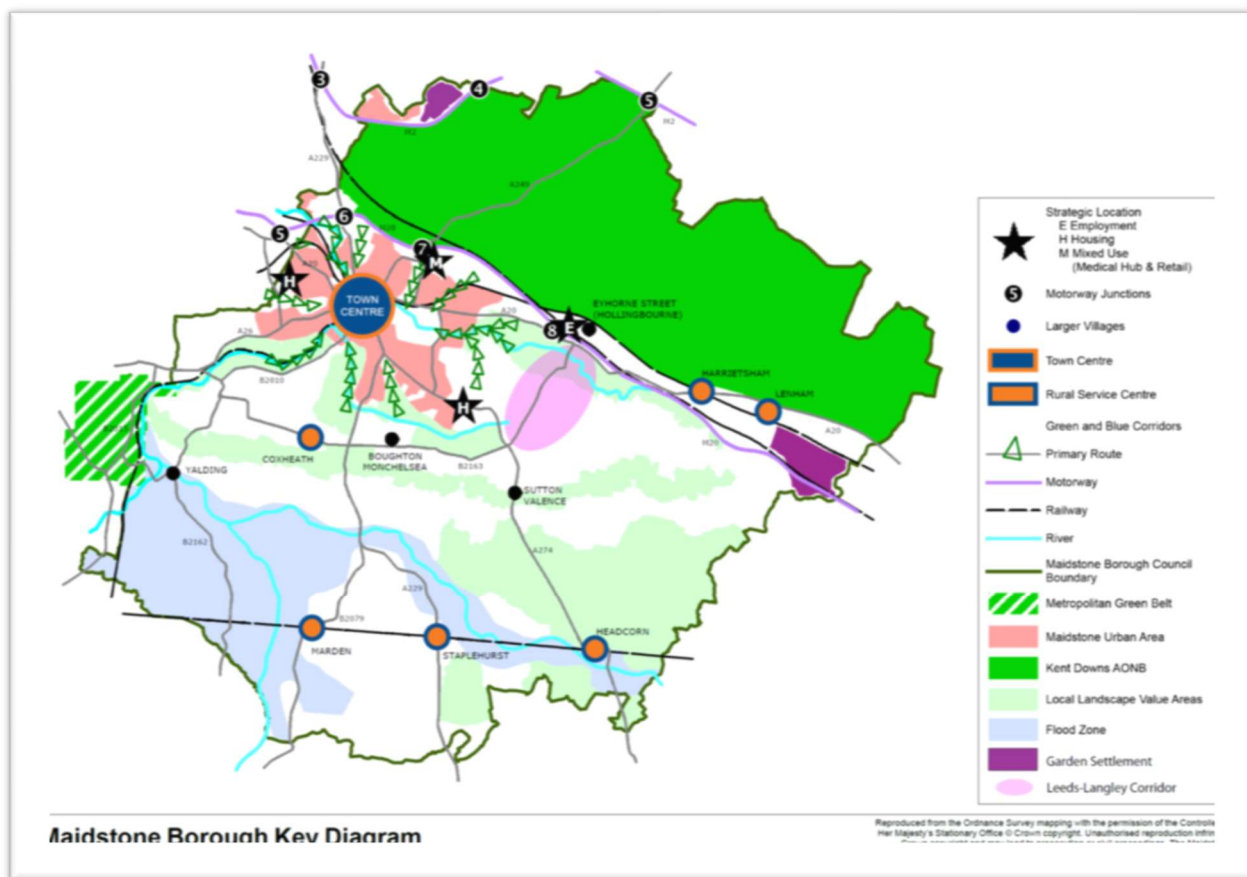 3
4
5
M2
M2
A229
A249
6
5
M20
7
M
A20
H
TOWN
CENTRE
EYHORNE STREET
(HOLLINGBOURNE)
A20
8
E
A26
B2010
HARRIETSHAM
LENHAM
H
A20
M20
COXHEATH
BOUGHTON
MONCHELSEA
B2163
YALDING
SUTTON
VALENCE
B2162
A274
A229
B2079
MARDEN
STAPLEHURST
HEADCORN
Strategic Location
E Employment
H Housing
M Mixed Use
(Medical Hub & Retail)
5
Motorway Junctions
Larger Villages
Town Centre
Rural Service Centre
Green and Blue Corridors
Primary Route
Motorway
Railway
River
Maidstone Borough Council
Boundary
Metropolitan Green Belt
Maidstone Urban Area
Kent Downs AONB
Local Landscape Value Areas
Flood Zone
Garden Settlement
Leeds-Langley Corridor
Maidstone Borough Key Diagram
Reproduced from the Ordnance Survey mapping with the permission of the Controlle
Her Majesty's Stationary Office © Crown copyright. Unauthorised reproduction infrin